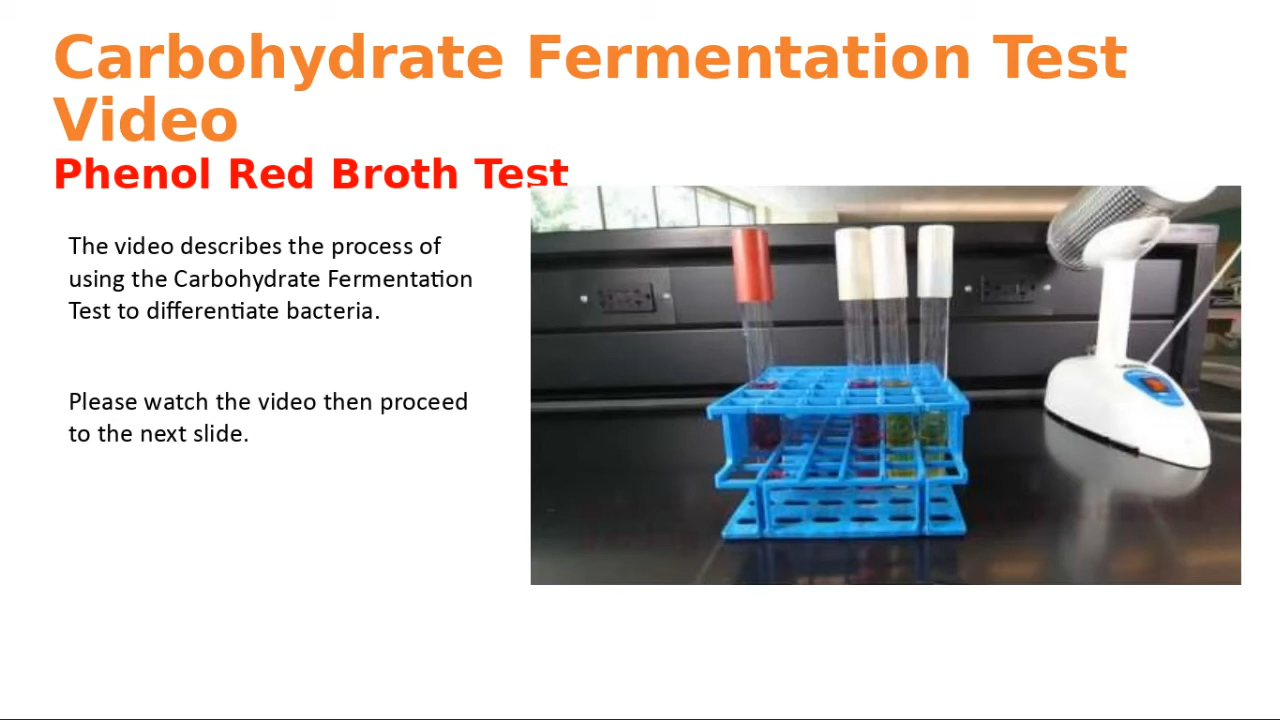 Carbohydrate Fermentation Test
Video
Phenol Red Broth Test
The video describes the process of
using the Carbohydrate Fermentation
Test to differentiate bacteria.
Please watch the video then proceed
to the next slide.